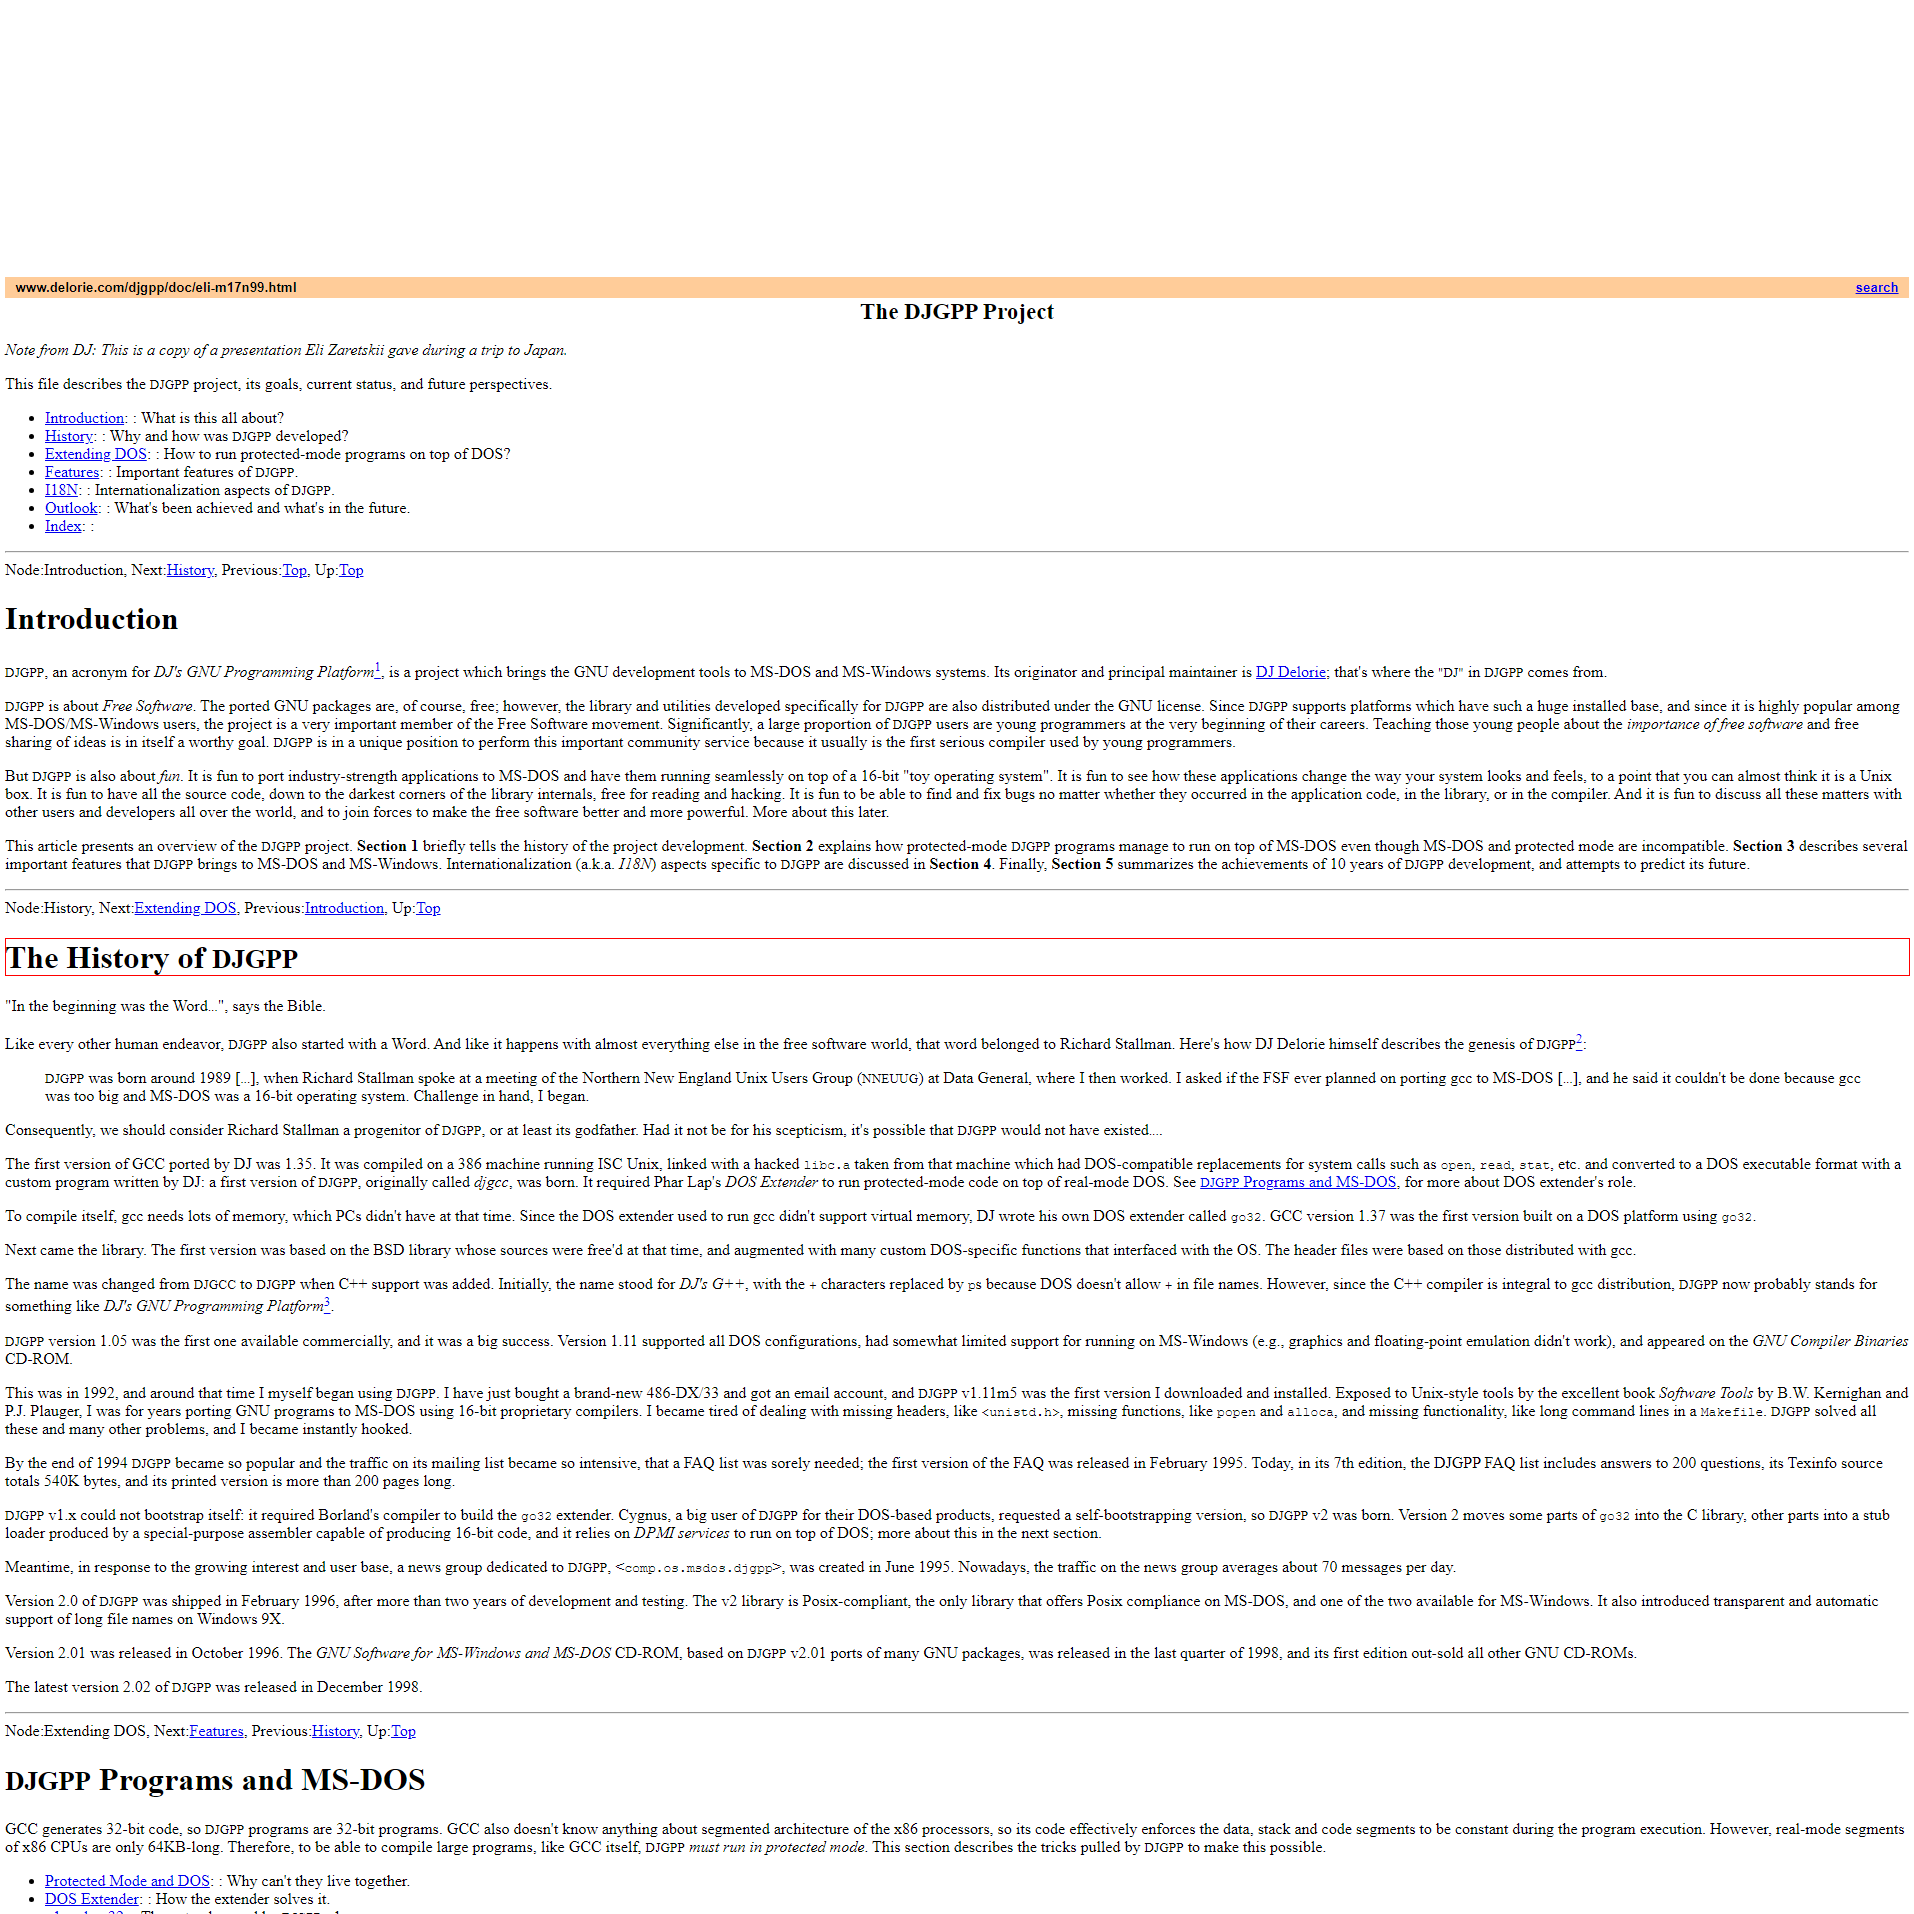 www.delorie.com/djgpp/doc/eli-m17n99.html search
The DJGPP Project
Note from DJ: This is a copy of a presentation Eli Zaretskii gave during a trip to Japan.
This file describes the DJGPP project, its goals, current status, and future perspectives.
Introduction: : What is this all about?
History: : Why and how was DJGPP developed?
Extending DOS: : How to run protected-mode programs on top of DOS?
Features: : Important features of DJGPP.
I18N: : Internationalization aspects of DJGPP.
Outlook: : What's been achieved and what's in the future.
Index: :
Node:Introduction, Next:History, Previous:Top, Up:Top
Introduction
DJGPP, an acronym for DJ's GNU Programming Platform1, is a project which brings the GNU development tools to MS-DOS and MS-Windows systems. Its originator and principal maintainer is DJ Delorie; that's where the "DJ" in DJGPP comes from.
DJGPP is about Free Software. The ported GNU packages are, of course, free; however, the library and utilities developed specifically for DJGPP are also distributed under the GNU license. Since DJGPP supports platforms which have such a huge installed base, and since it is highly popular among
MS-DOS/MS-Windows users, the project is a very important member of the Free Software movement. Significantly, a large proportion of DJGPP users are young programmers at the very beginning of their careers. Teaching those young people about the importance of free software and free
sharing of ideas is in itself a worthy goal. DJGPP is in a unique position to perform this important community service because it usually is the first serious compiler used by young programmers.
But DJGPP is also about fun. It is fun to port industry-strength applications to MS-DOS and have them running seamlessly on top of a 16-bit "toy operating system". It is fun to see how these applications change the way your system looks and feels, to a point that you can almost think it is a Unix
box. It is fun to have all the source code, down to the darkest corners of the library internals, free for reading and hacking. It is fun to be able to find and fix bugs no matter whether they occurred in the application code, in the library, or in the compiler. And it is fun to discuss all these matters with
other users and developers all over the world, and to join forces to make the free software better and more powerful. More about this later.
This article presents an overview of the DJGPP project. Section 1 briefly tells the history of the project development. Section 2 explains how protected-mode DJGPP programs manage to run on top of MS-DOS even though MS-DOS and protected mode are incompatible. Section 3 describes several
important features that DJGPP brings to MS-DOS and MS-Windows. Internationalization (a.k.a. I18N) aspects specific to DJGPP are discussed in Section 4. Finally, Section 5 summarizes the achievements of 10 years of DJGPP development, and attempts to predict its future.
Node:History, Next:Extending DOS, Previous:Introduction, Up:Top
The History of DJGPP
"In the beginning was the Word...", says the Bible.
Like every other human endeavor, DJGPP also started with a Word. And like it happens with almost everything else in the free software world, that word belonged to Richard Stallman. Here's how DJ Delorie himself describes the genesis of DJGPP2:
DJGPP was born around 1989 [...], when Richard Stallman spoke at a meeting of the Northern New England Unix Users Group (NNEUUG) at Data General, where I then worked. I asked if the FSF ever planned on porting gcc to MS-DOS [...], and he said it couldn't be done because gcc
was too big and MS-DOS was a 16-bit operating system. Challenge in hand, I began.
Consequently, we should consider Richard Stallman a progenitor of DJGPP, or at least its godfather. Had it not be for his scepticism, it's possible that DJGPP would not have existed....
The first version of GCC ported by DJ was 1.35. It was compiled on a 386 machine running ISC Unix, linked with a hacked libc.a taken from that machine which had DOS-compatible replacements for system calls such as open, read, stat, etc. and converted to a DOS executable format with a
custom program written by DJ: a first version of DJGPP, originally called djgcc, was born. It required Phar Lap's DOS Extender to run protected-mode code on top of real-mode DOS. See DJGPP Programs and MS-DOS, for more about DOS extender's role.
To compile itself, gcc needs lots of memory, which PCs didn't have at that time. Since the DOS extender used to run gcc didn't support virtual memory, DJ wrote his own DOS extender called go32. GCC version 1.37 was the first version built on a DOS platform using go32.
Next came the library. The first version was based on the BSD library whose sources were free'd at that time, and augmented with many custom DOS-specific functions that interfaced with the OS. The header files were based on those distributed with gcc.
The name was changed from DJGCC to DJGPP when C++ support was added. Initially, the name stood for DJ's G++, with the + characters replaced by ps because DOS doesn't allow + in file names. However, since the C++ compiler is integral to gcc distribution, DJGPP now probably stands for
something like DJ's GNU Programming Platform3.
DJGPP version 1.05 was the first one available commercially, and it was a big success. Version 1.11 supported all DOS configurations, had somewhat limited support for running on MS-Windows (e.g., graphics and floating-point emulation didn't work), and appeared on the GNU Compiler Binaries
CD-ROM.
This was in 1992, and around that time I myself began using DJGPP. I have just bought a brand-new 486-DX/33 and got an email account, and DJGPP v1.11m5 was the first version I downloaded and installed. Exposed to Unix-style tools by the excellent book Software Tools by B.W. Kernighan and
P.J. Plauger, I was for years porting GNU programs to MS-DOS using 16-bit proprietary compilers. I became tired of dealing with missing headers, like <unistd.h>, missing functions, like popen and alloca, and missing functionality, like long command lines in a Makefile. DJGPP solved all
these and many other problems, and I became instantly hooked.
By the end of 1994 DJGPP became so popular and the traffic on its mailing list became so intensive, that a FAQ list was sorely needed; the first version of the FAQ was released in February 1995. Today, in its 7th edition, the DJGPP FAQ list includes answers to 200 questions, its Texinfo source
totals 540K bytes, and its printed version is more than 200 pages long.
DJGPP v1.x could not bootstrap itself: it required Borland's compiler to build the go32 extender. Cygnus, a big user of DJGPP for their DOS-based products, requested a self-bootstrapping version, so DJGPP v2 was born. Version 2 moves some parts of go32 into the C library, other parts into a stub
loader produced by a special-purpose assembler capable of producing 16-bit code, and it relies on DPMI services to run on top of DOS; more about this in the next section.
Meantime, in response to the growing interest and user base, a news group dedicated to DJGPP, <comp.os.msdos.djgpp>, was created in June 1995. Nowadays, the traffic on the news group averages about 70 messages per day.
Version 2.0 of DJGPP was shipped in February 1996, after more than two years of development and testing. The v2 library is Posix-compliant, the only library that offers Posix compliance on MS-DOS, and one of the two available for MS-Windows. It also introduced transparent and automatic
support of long file names on Windows 9X.
Version 2.01 was released in October 1996. The GNU Software for MS-Windows and MS-DOS CD-ROM, based on DJGPP v2.01 ports of many GNU packages, was released in the last quarter of 1998, and its first edition out-sold all other GNU CD-ROMs.
The latest version 2.02 of DJGPP was released in December 1998.
Node:Extending DOS, Next:Features, Previous:History, Up:Top
DJGPP Programs and MS-DOS
GCC generates 32-bit code, so DJGPP programs are 32-bit programs. GCC also doesn't know anything about segmented architecture of the x86 processors, so its code effectively enforces the data, stack and code segments to be constant during the program execution. However, real-mode segments
of x86 CPUs are only 64KB-long. Therefore, to be able to compile large programs, like GCC itself, DJGPP must run in protected mode. This section describes the tricks pulled by DJGPP to make this possible.
Protected Mode and DOS: : Why can't they live together.
DOS Extender: : How the extender solves it.